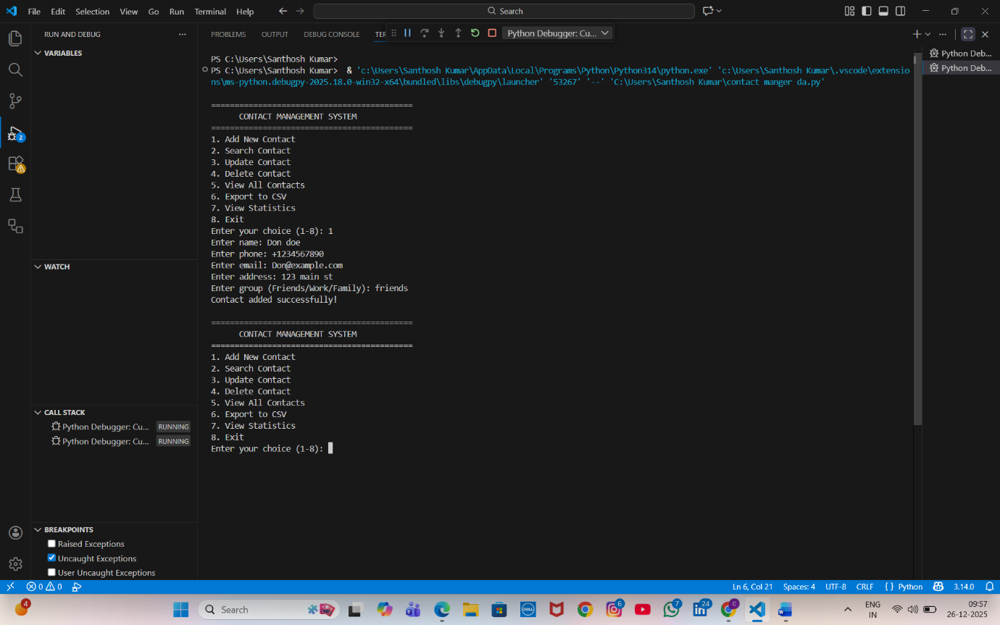 File Edit Selection View Go Run Terminal Help
Search
RUN AND DEBUG
PROBLEMS OUTPUT DEBUG CONSOLE TER
Python Debugger: Cu...
VARIABLES
PS C:\Users\Santhosh Kumar>
PS C:\Users\Santhosh Kumar> & 'c:\Users\Santhosh Kumar\AppData\Local\Programs\Python\Python314\python.exe' 'c:\Users\Santhosh Kumar\.vscode\extensio
ns\ms-python.debugpy-2025.18.0-win32-x64\bundled\libs\debugpy\launcher' '53267' '--' 'C:\Users\Santhosh Kumar\contact manger da.py'
===========================================
CONTACT MANAGEMENT SYSTEM
===========================================
1. Add New Contact
2. Search Contact
3. Update Contact
4. Delete Contact
5. View All Contacts
6. Export to CSV
7. View Statistics
8. Exit
Enter your choice (1-8): 1
Enter name: Don doe
Enter phone: +1234567890
Enter email: Don@example.com
Enter address: 123 main st
Enter group (Friends/Work/Family): friends
Contact added successfully!
===========================================
CONTACT MANAGEMENT SYSTEM
===========================================
1. Add New Contact
2. Search Contact
3. Update Contact
4. Delete Contact
5. View All Contacts
6. Export to CSV
7. View Statistics
8. Exit
Enter your choice (1-8):
Python Deb...
Python Deb...
2
WATCH
CALL STACK
Python Debugger: Cu... RUNNING
Python Debugger: Cu... RUNNING
BREAKPOINTS
Raised Exceptions
Uncaught Exceptions
User Uncaught Exceptions
0 0
Ln 6, Col 21 Spaces: 4 UTF-8 CRLF { } Python 3.14.0
4
Search
DELL
6
7
24
C
ENG
IN
09:57
26-12-2025